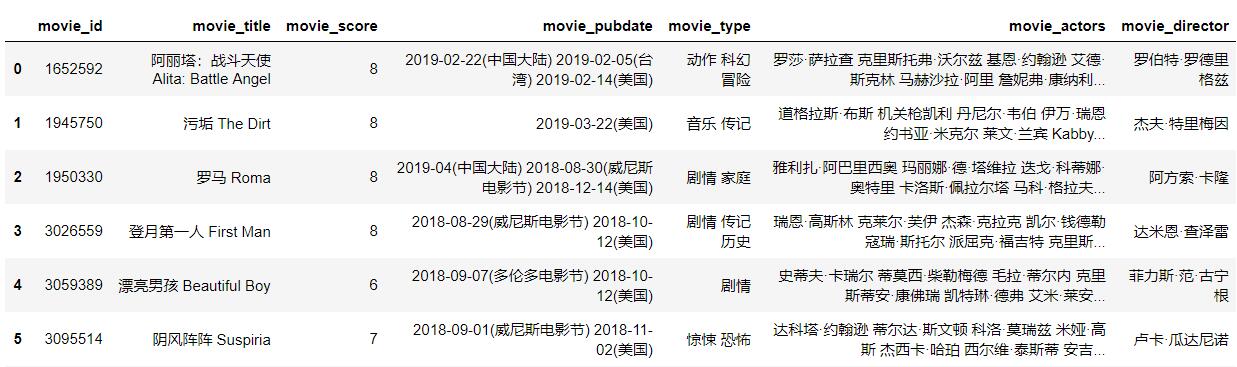 movie_id movie_title movie_score movie_pubdate movie_type movie_actors movie_director
0 1652592 阿丽塔：战斗天使 Alita: Battle Angel 8 2019-02-22(中国大陆) 2019-02-05(台湾) 2019-02-14(美国) 动作 科幻 冒险 罗莎·萨拉查 克里斯托弗·沃尔兹 基恩·约翰逊 艾德·斯克林 马赫沙拉·阿里 詹妮弗·康纳利... 罗伯特·罗德里格兹
1 1945750 污垢 The Dirt 8 2019-03-22(美国) 音乐 传记 道格拉斯·布斯 机关枪凯利 丹尼尔·韦伯 伊万·瑞恩 约书亚·米克尔 莱文·兰宾 Kabby... 杰夫·特里梅因
2 1950330 罗马 Roma 8 2019-04(中国大陆) 2018-08-30(威尼斯电影节) 2018-12-14(美国) 剧情 家庭 雅利扎·阿巴里西奥 玛丽娜·德·塔维拉 迭戈·科蒂娜·奥特里 卡洛斯·佩拉尔塔 马科·格拉夫... 阿方索·卡隆
3 3026559 登月第一人 First Man 8 2018-08-29(威尼斯电影节) 2018-10-12(美国) 剧情 传记 历史 瑞恩·高斯林 克莱尔·芙伊 杰森·克拉克 凯尔·钱德勒 寇瑞·斯托尔 派屈克·福吉特 克里斯... 达米恩·查泽雷
4 3059389 漂亮男孩 Beautiful Boy 6 2018-09-07(多伦多电影节) 2018-10-12(美国) 剧情 史蒂夫·卡瑞尔 蒂莫西·柴勒梅德 毛拉·蒂尔内 克里斯蒂安·康佛瑞 凯特琳·德弗 艾米·莱安... 菲力斯·范·古宁根
5 3095514 阴风阵阵 Suspiria 7 2018-09-01(威尼斯电影节) 2018-11-02(美国) 惊悚 恐怖 达科塔·约翰逊 蒂尔达·斯文顿 科洛·莫瑞兹 米娅·高斯 杰西卡·哈珀 西尔维·泰斯蒂 安吉... 卢卡·瓜达尼诺